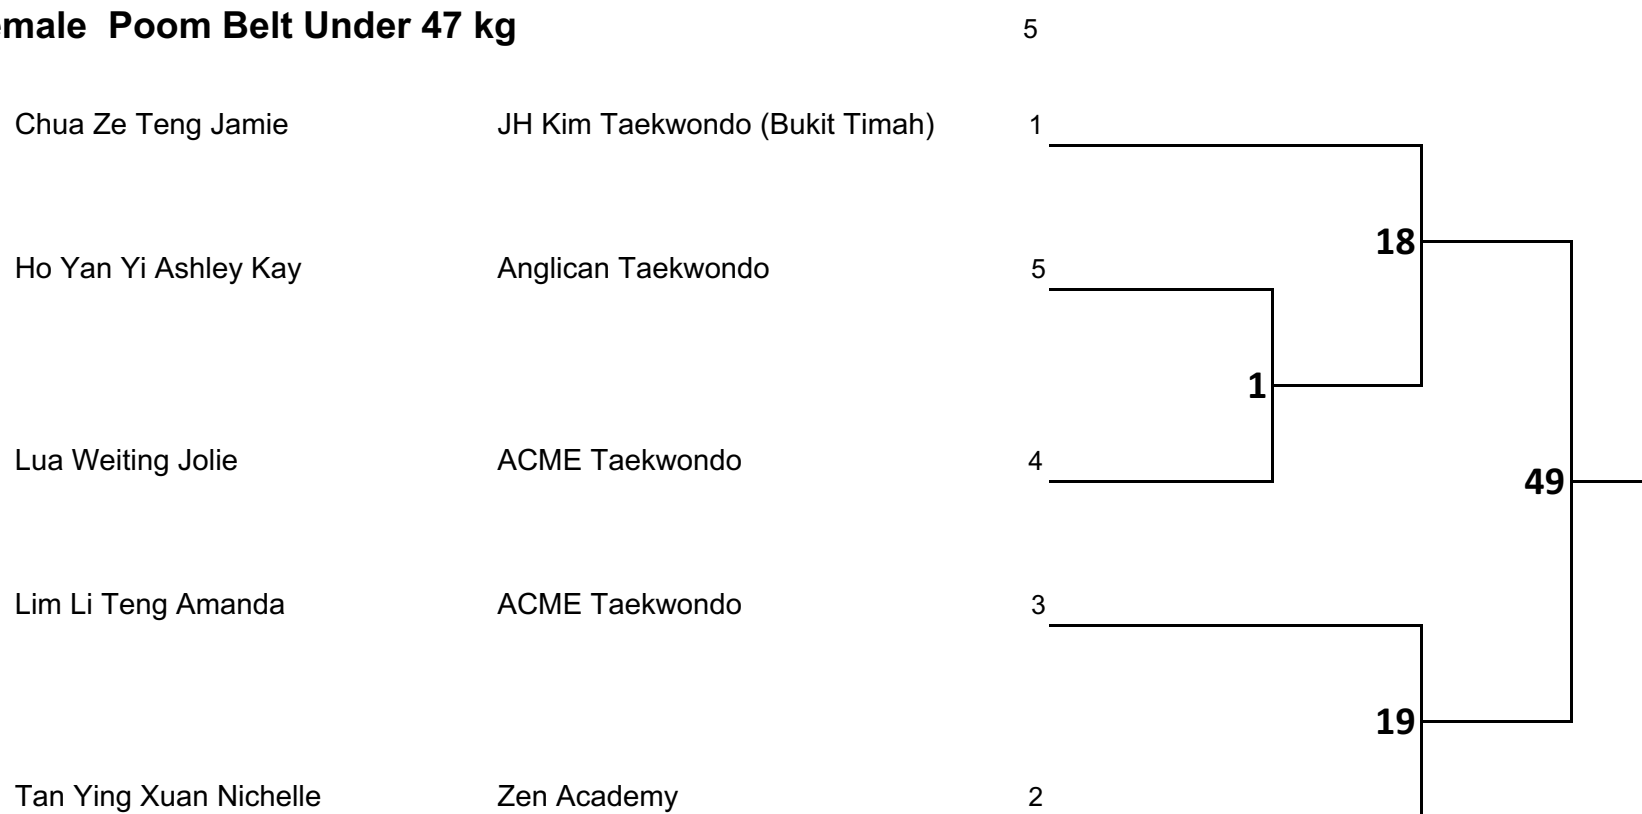 male Poom Belt Under 47 kg 5
Chua Ze Teng Jamie JH Kim Taekwondo (Bukit Timah) 1
18
Ho Yan Yi Ashley Kay Anglican Taekwondo 5
1
Lua Weiting Jolie ACME Taekwondo 4
49
Lim Li Teng Amanda ACME Taekwondo 3
19
Tan Ying Xuan Nichelle Zen Academy 2